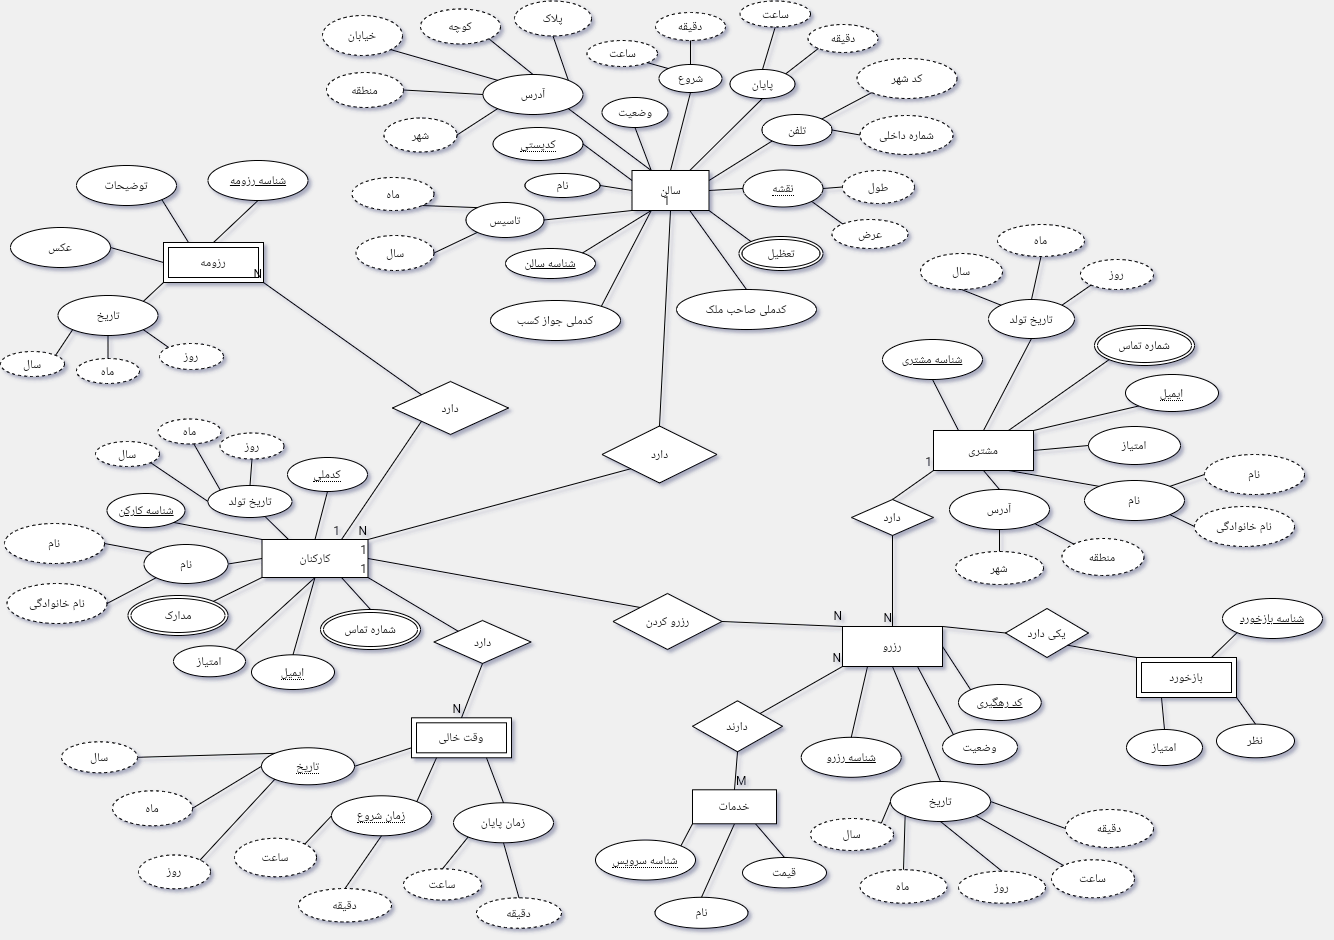 پلاک
کوچه
خیابان
منطقه
شهر
آدرس
ساعت
دقیقه
شروع
ساعت
دقیقه
پایان
وضعیت
کد شهر
شماره داخلی
تلفن
کدپستی
نام
سالن
1
نقشه
طول
عرض
ماه
سال
تاسیس
شناسه سالن
تعطیل
کدملی جواز کسب
کدملی صاحب ملک
شناسه رزومه
توضیحات
عکس
رزومه
N
تاریخ
سال
ماه
روز
دارد
دارد
ماه
سال
روز
تاریخ تولد
شماره تماس
شناسه مشتری
ایمیل
مشتری
1
امتیاز
نام
نام
نام خانوادگی
آدرس
شهر
منطقه
دارد
ماه
سال
روز
تاریخ تولد
کدملی
شناسه کارکن
نام
نام
نام خانوادگی
1
N
کارکنان
1
1
مدارک
شماره تماس
امتیاز
ایمیل
دارد
رزرو کردن
N
N
رزرو
N
یکی دارد
شناسه بازخورد
بازخورد
امتیاز
نظر
کد رهگیری
وضعیت
شناسه رزرو
دارند
M
خدمات
شناسه سرویس
نام
قیمت
تاریخ
سال
ماه
روز
ساعت
دقیقه
N
وقت خالی
تاریخ
سال
ماه
روز
زمان شروع
ساعت
دقیقه
زمان پایان
ساعت
دقیقه